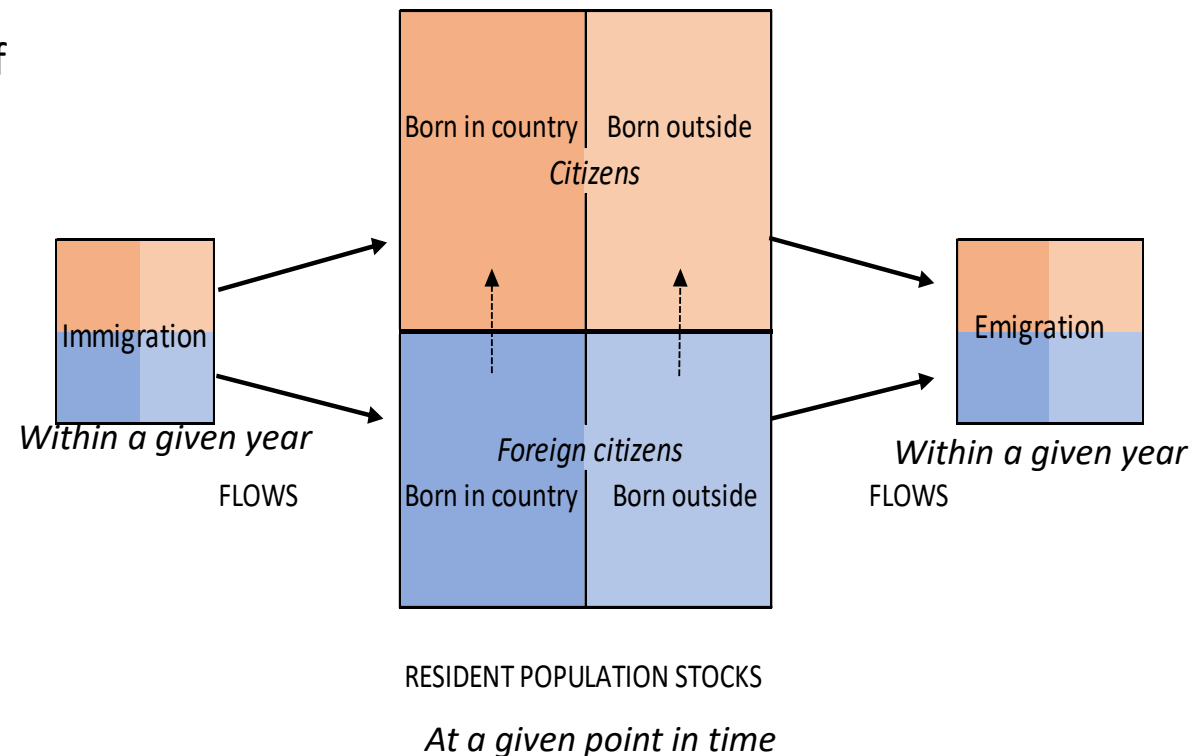 f
Born in country
Born outside
Citizens
Immigration
Emigration
Within a given year
Foreign citizens
Within a given year
FLOWS
Born in country
Born outside
FLOWS
RESIDENT POPULATION STOCKS
At a given point in time